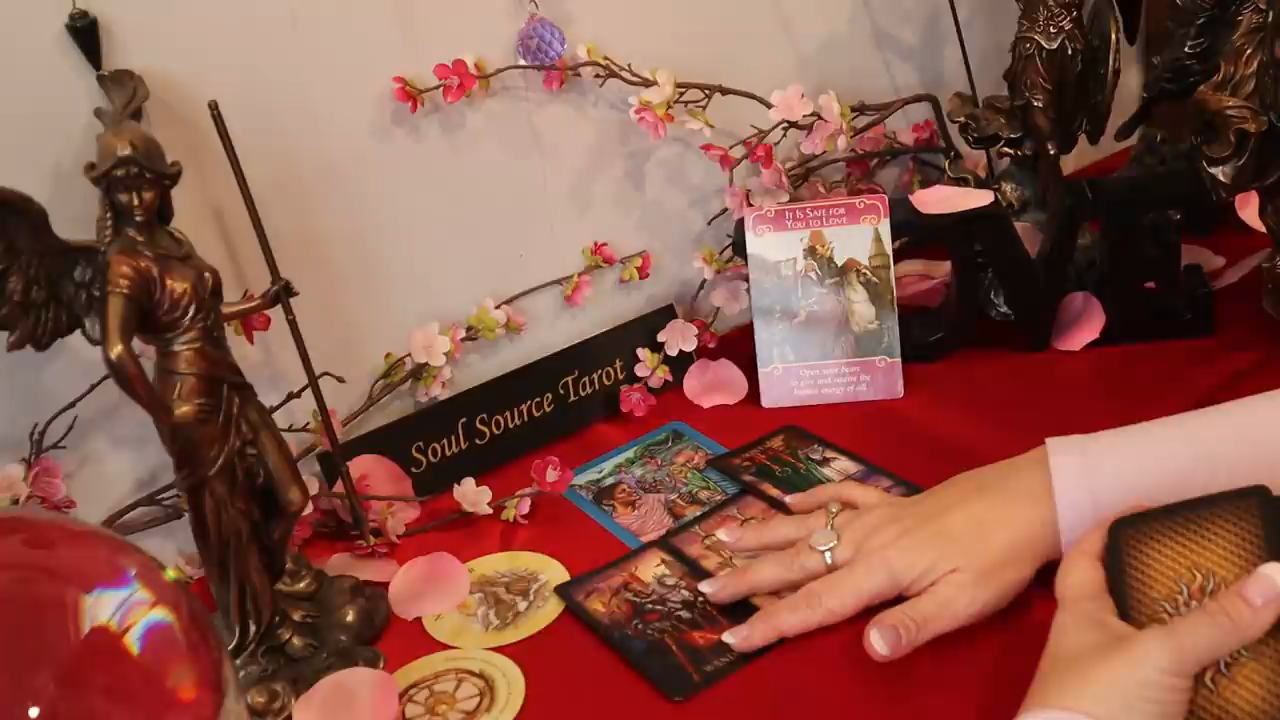 It Is Safe for
You to Love
Open your heart
to give and receive the
human energy of all.
Soul Source Tarot